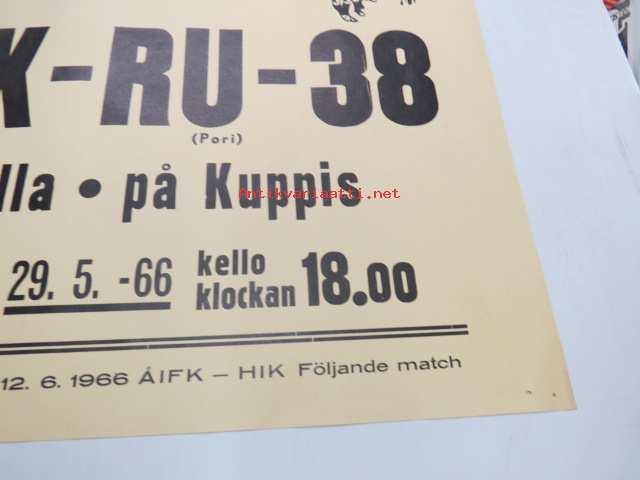 K-RU-38
(Pori)
lla • på Kuppis
Antikvariaatti.net
29. 5. -66 kello klockan 18.00
12. 6. 1966 ÅIFK — HIK Följande match